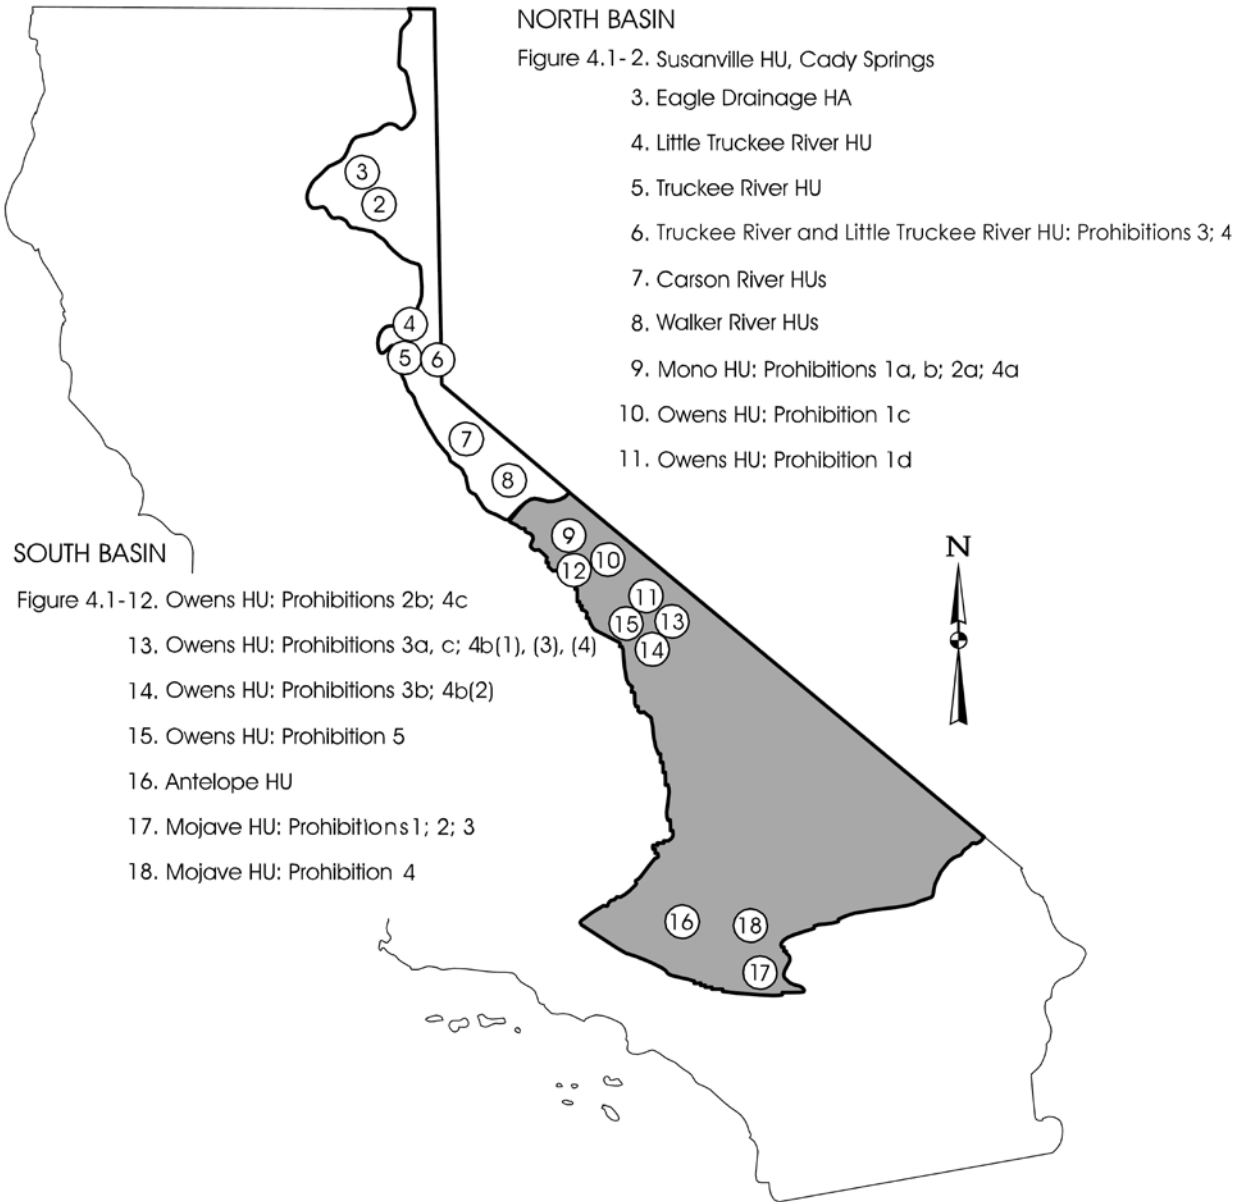 NORTH BASIN
Figure 4.1-2. Susanville HU, Cady Springs
3. Eagle Drainage HA
4. Little Truckee River HU
5. Truckee River HU
6. Truckee River and Little Truckee River HU: Prohibitions 3; 4
7. Carson River HUs
8. Walker River HUs
9. Mono HU: Prohibitions 1a, b; 2a; 4a
10. Owens HU: Prohibition 1c
11. Owens HU: Prohibition 1d
3
2
4
5 6
7
8
9
10
12
11
15 13
14
16 18
17
N
SOUTH BASIN
Figure 4.1-12. Owens HU: Prohibitions 2b; 4c
13. Owens HU: Prohibitions 3a, c; 4b(1), (3), (4)
14. Owens HU: Prohibitions 3b; 4b(2)
15. Owens HU: Prohibition 5
16. Antelope HU
17. Mojave HU: Prohibitions 1; 2; 3
18. Mojave HU: Prohibition 4